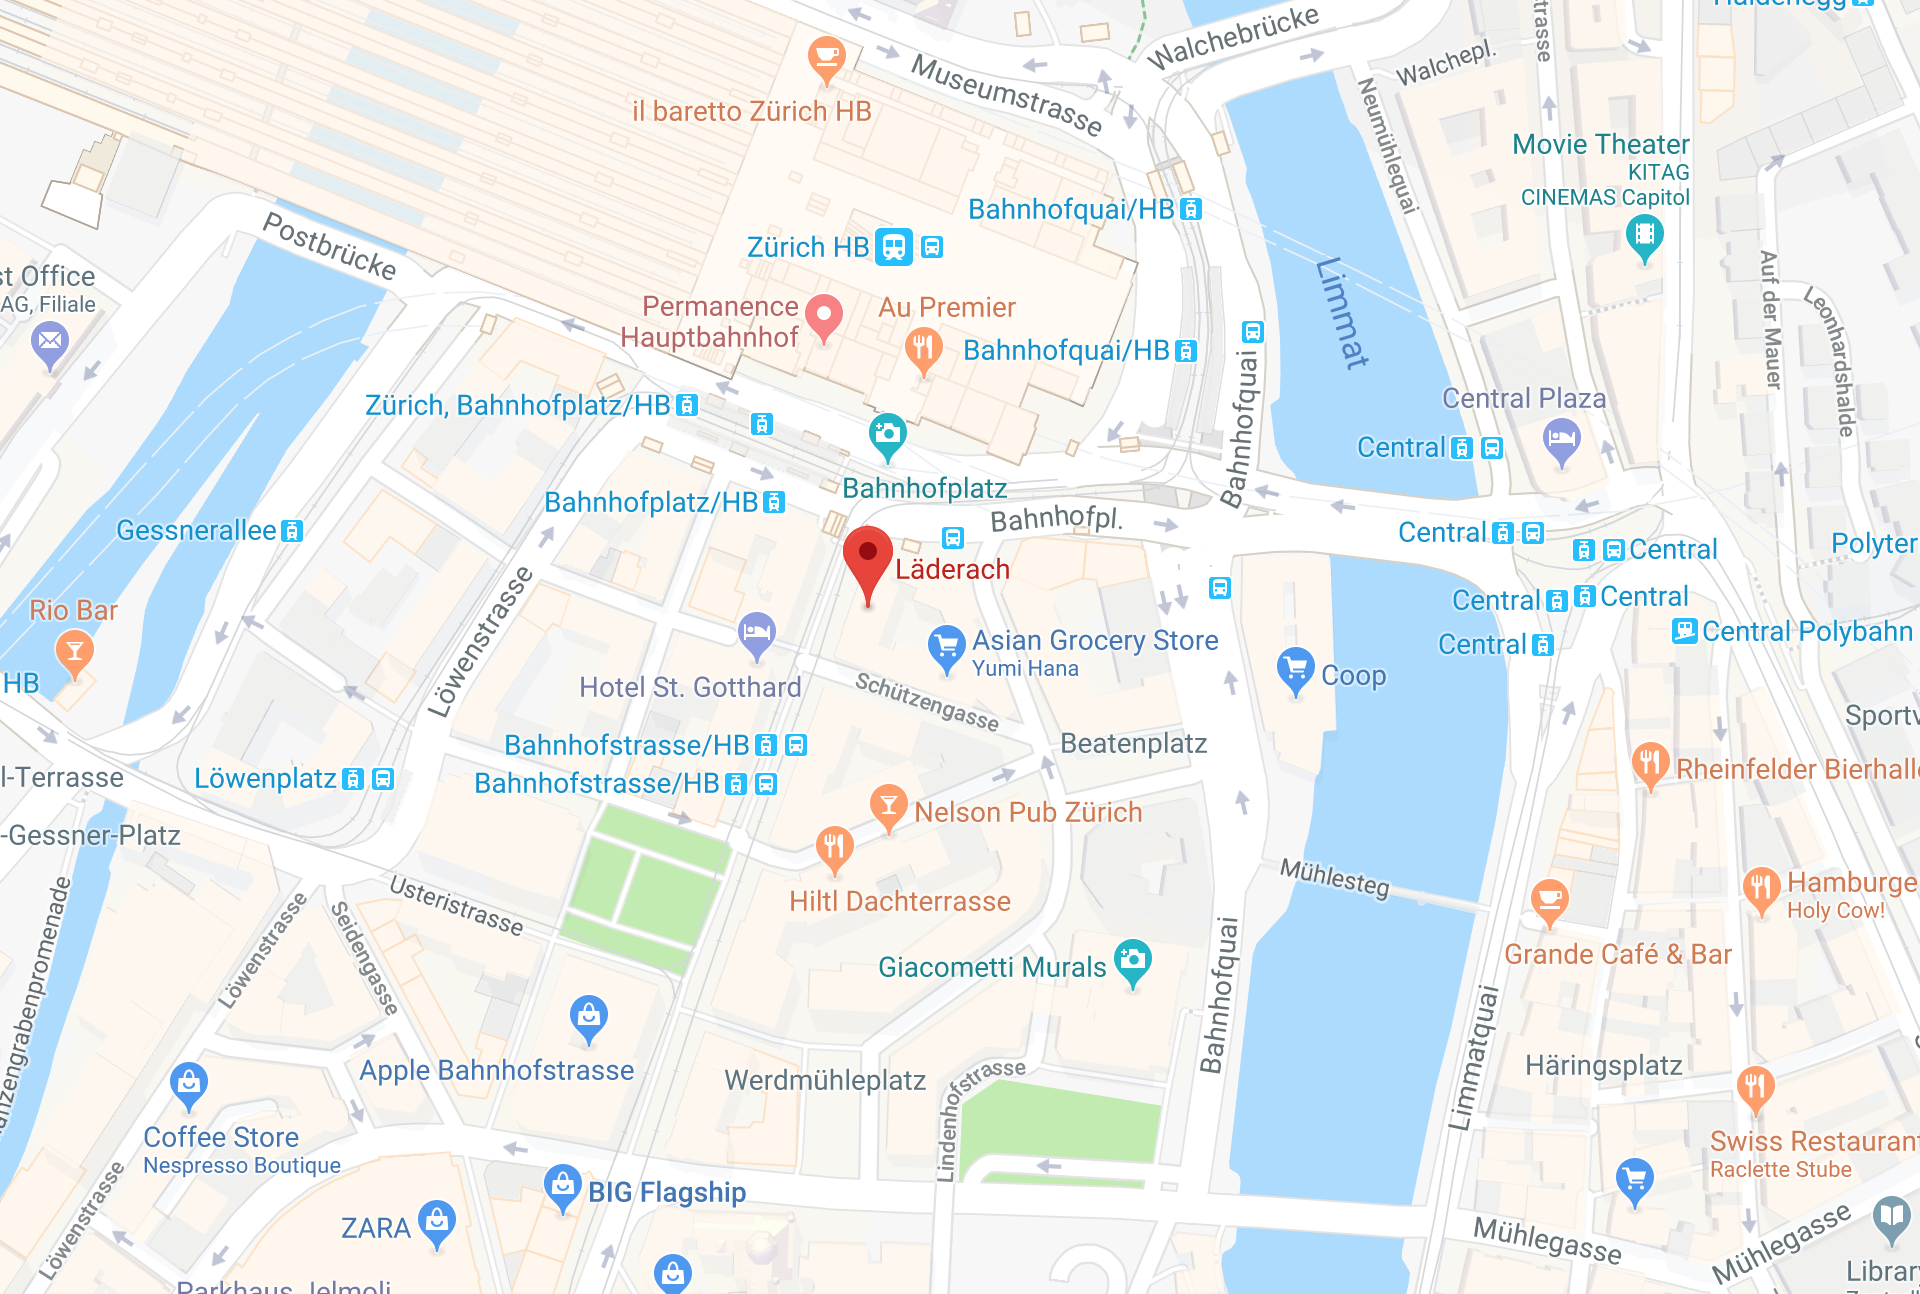 Haldenegg
Walchebrücke
Walchepl.
Museumstrasse
il baretto Zürich HB
Neumühlequai
Movie Theater
KITAG
CINEMAS Capitol
Bahnhofquai/HB
Postbrücke
Zürich HB
Limmat
Auf der Mauer
Leonhardshalde
st Office
AG, Filiale
Permanence
Hauptbahnhof
Au Premier
Bahnhofquai/HB
Bahnhofquai
Central Plaza
Zürich, Bahnhofplatz/HB
Central
Bahnhofplatz
Bahnhofplatz/HB
Bahnhofpl.
Gessnerallee
Central
Central
Polyter
Läderach
Löwenstrasse
Rio Bar
Central
Central
Central
Central Polybahn
Asian Grocery Store
Yumi Hana
HB
Hotel St. Gotthard
Schützengasse
Coop
Sportv
Bahnhofstrasse/HB
Beatenplatz
l-Terrasse
Löwenplatz
Bahnhofstrasse/HB
Rheinfelder Bierhalle
Nelson Pub Zürich
-Gessner-Platz
Mühlesteg
Usteristrasse
Hiltl Dachterrasse
Hamburge
Holy Cow!
Seidengasse
Löwenstrasse
Giacometti Murals
Bahnhofquai
Grande Café & Bar
anzengrabenpromenade
Limmatquai
Apple Bahnhofstrasse
Werdmühleplatz
Lindenhofstrasse
Häringsplatz
Coffee Store
Nespresso Boutique
Swiss Restaurant
Raclette Stube
BIG Flagship
Löwenstrasse
ZARA
Mühlegasse
Mühlegasse
Library
Parkhaus Jelmoli